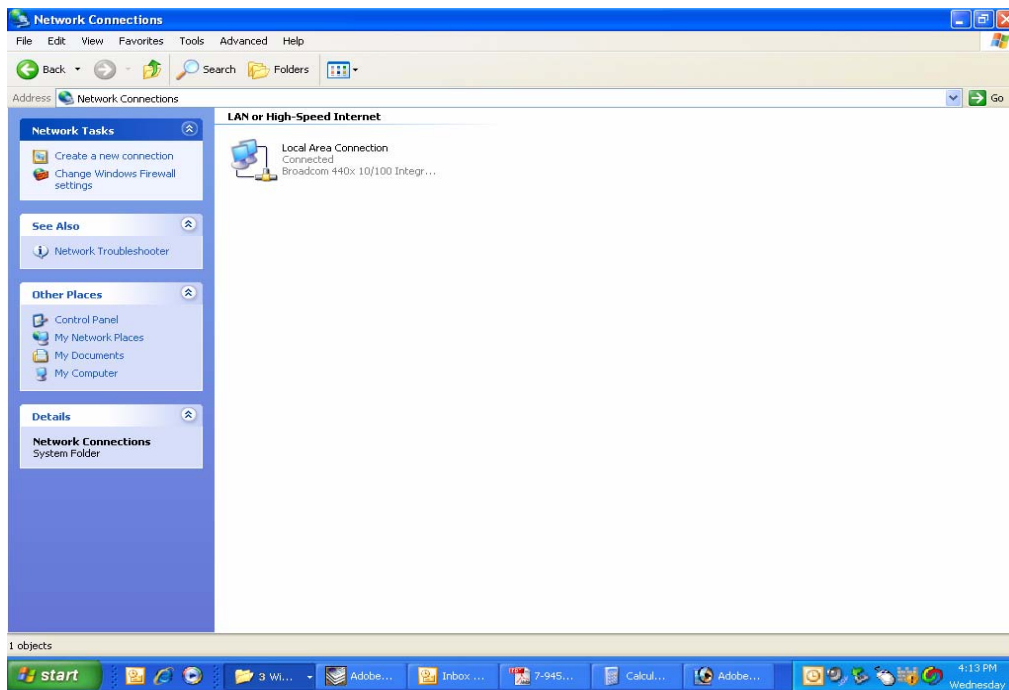 Network Connections
File Edit View Favorites Tools Advanced Help
Back Search Folders
Address Network Connections Go
Network Tasks
Create a new connection
Change Windows Firewall
settings
See Also
Network Troubleshooter
Other Places
Control Panel
My Network Places
My Documents
My Computer
Details
Network Connections
System Folder
LAN or High-Speed Internet
Local Area Connection
Connected
Broadcom 440x 10/100 Integr...
1 objects
start 3 Wi... Adobe... Inbox ... 7-945... Calcul... Adobe... 4:13 PM
Wednesday